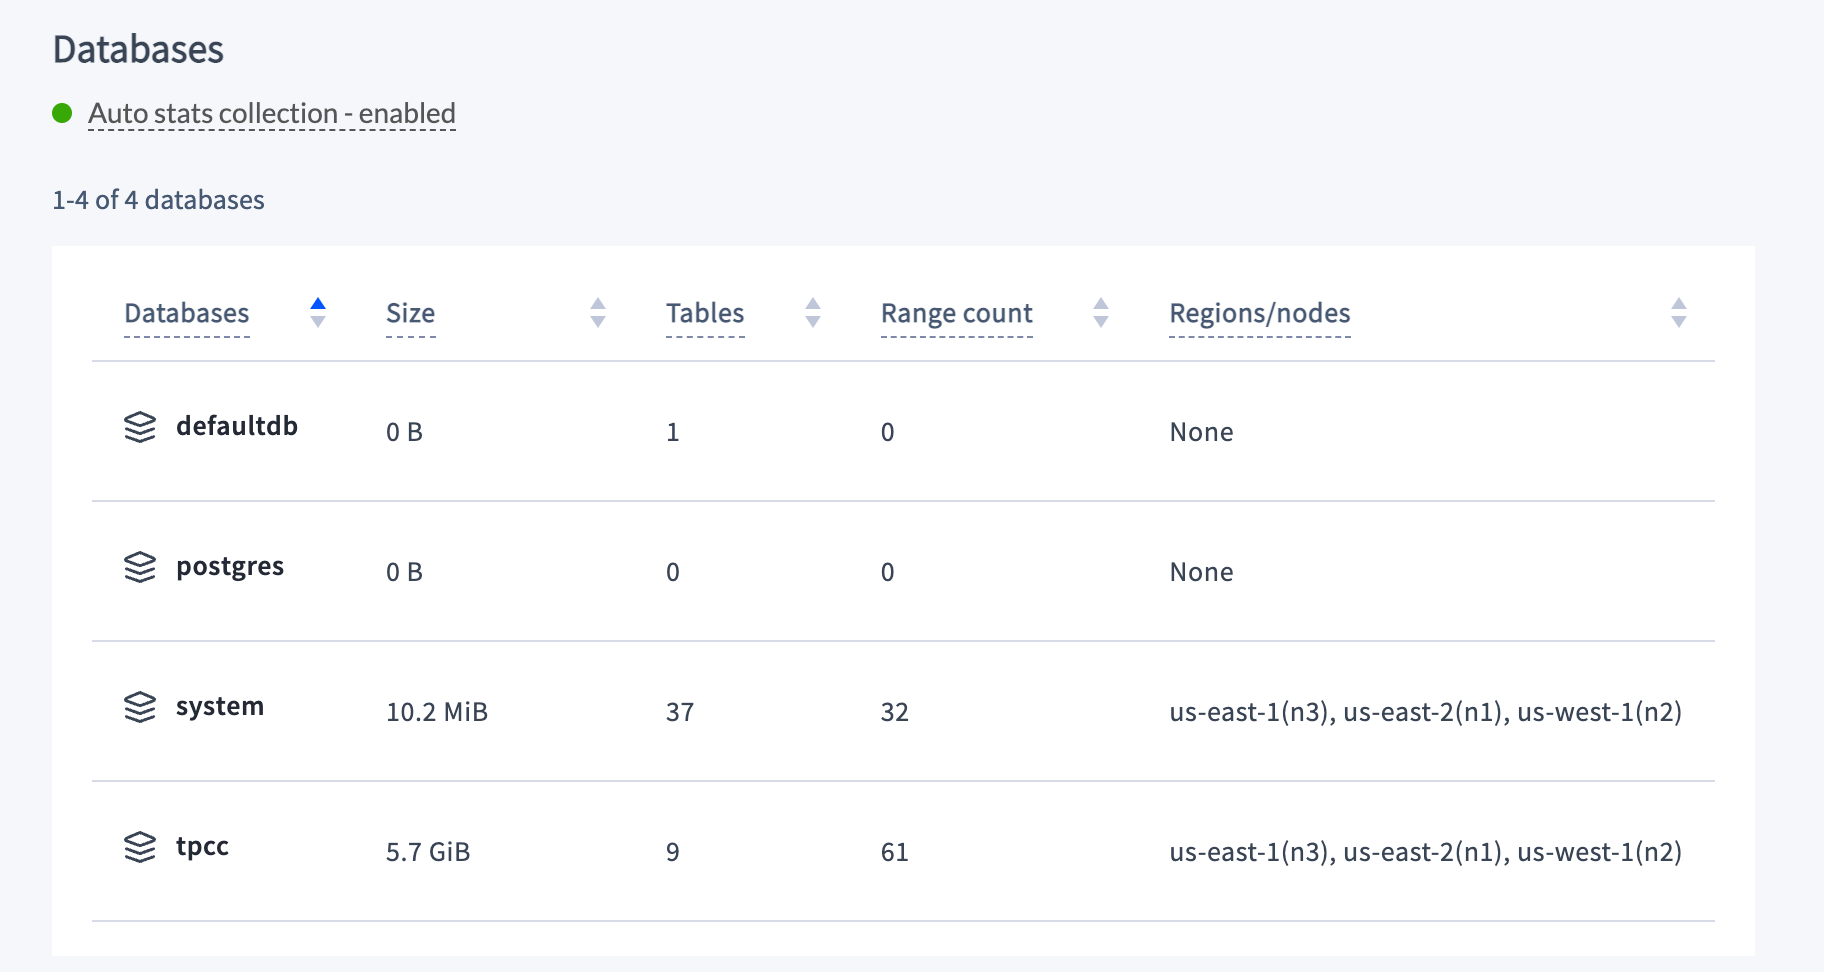 Databases
Auto stats collection - enabled
1-4 of 4 databases
Databases Size Tables Range count Regions/nodes
defaultdb 0 B 1 0 None
postgres 0 B 0 0 None
system 10.2 MiB 37 32 us-east-1(n3), us-east-2(n1), us-west-1(n2)
tpcc 5.7 GiB 9 61 us-east-1(n3), us-east-2(n1), us-west-1(n2)